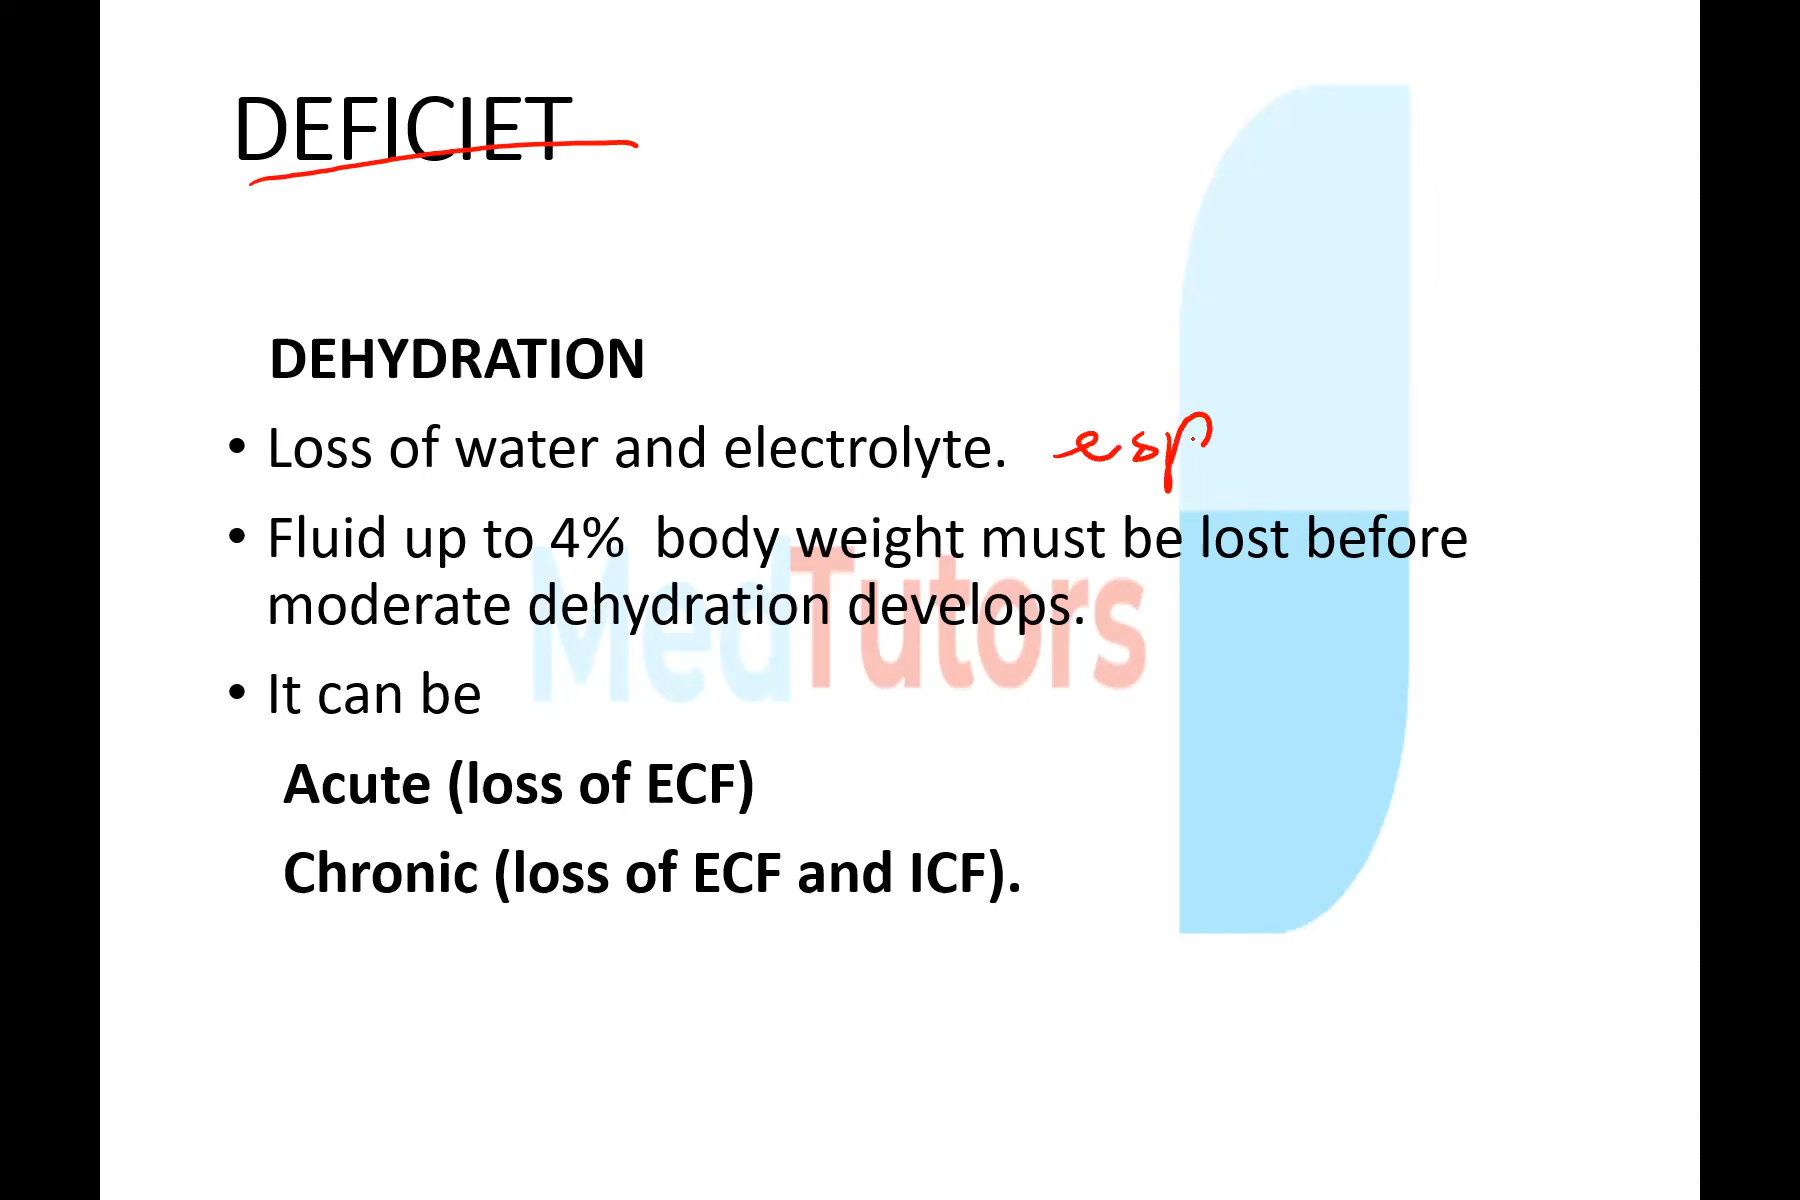 DEFICIET
DEHYDRATION
• Loss of water and electrolyte. esp
• Fluid up to 4% body weight must be lost before
moderate dehydration develops.
MedTutors
• It can be
Acute (loss of ECF)
Chronic (loss of ECF and ICF).